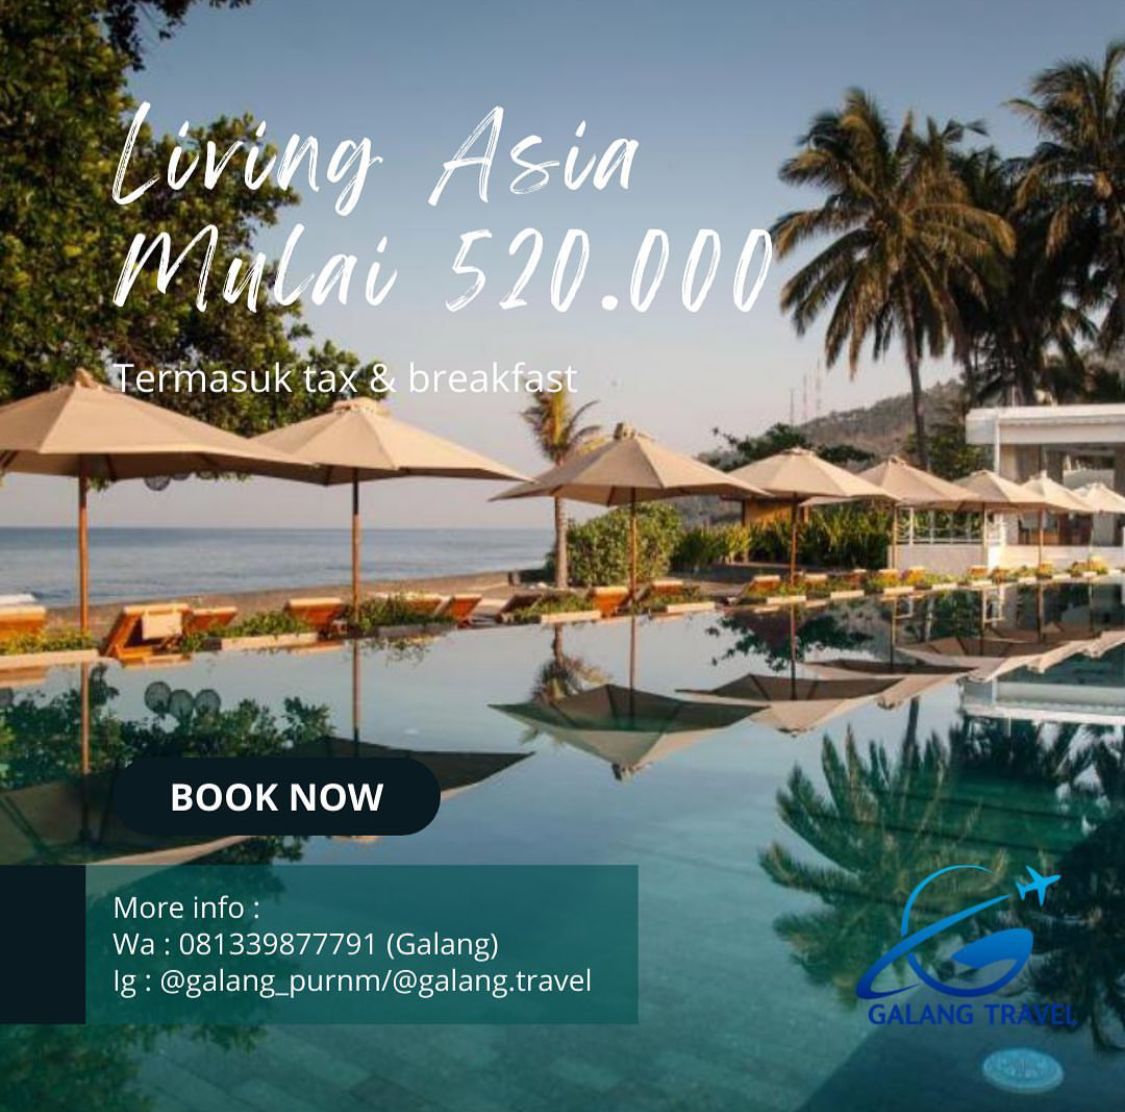 Living Asia
Mulai 520.000
Termasuk tax & breakfast
BOOK NOW
More info :
Wa : 081339877791 (Galang)
Ig : @galang_purnm/@galang.travel
GALANG TRAVEL